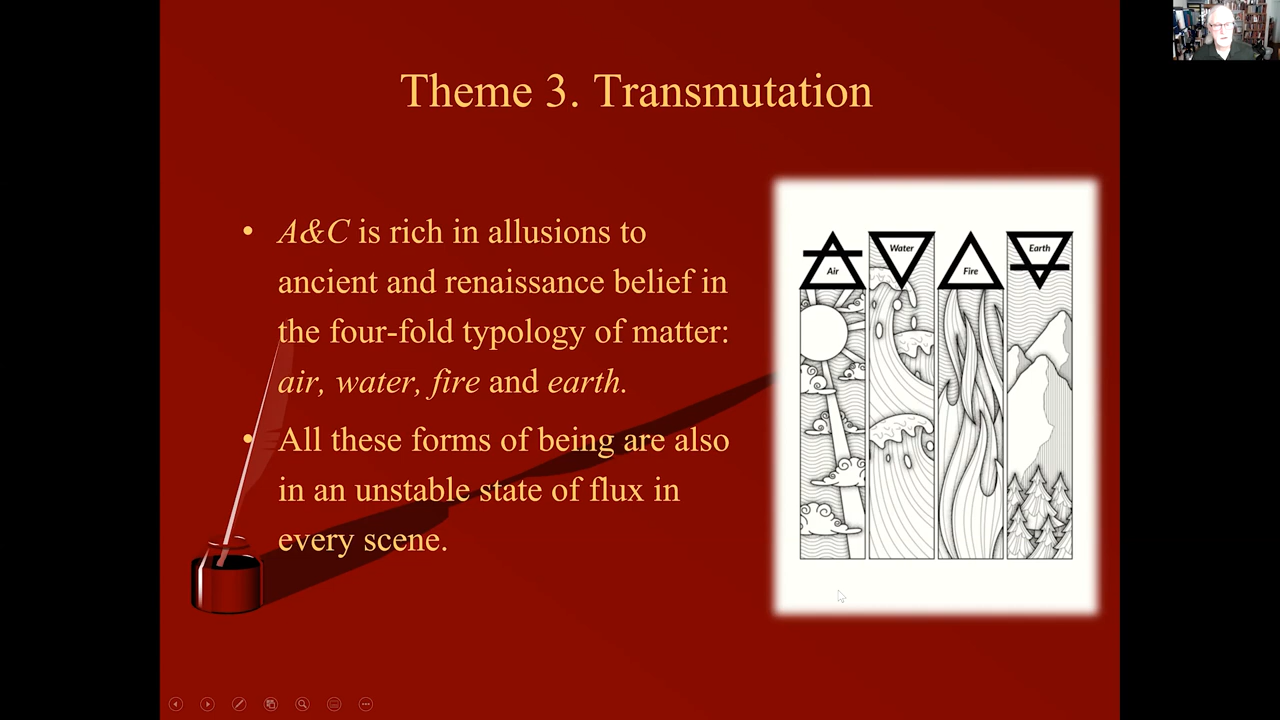 Theme 3. Transmutation
• A&C is rich in allusions to
ancient and renaissance belief in
the four-fold typology of matter:
air, water, fire and earth.
• All these forms of being are also
in an unstable state of flux in
every scene.
Air
Water
Fire
Earth